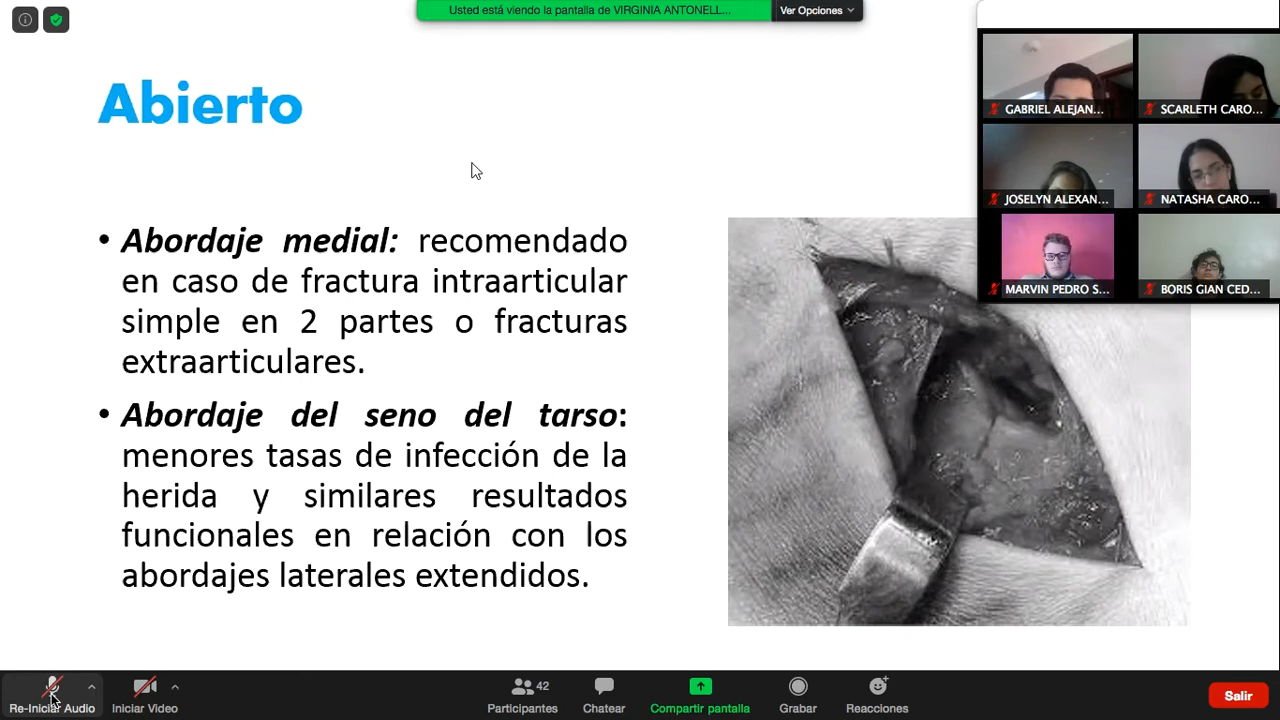 Usted está viendo la pantalla de VIRGINIA ANTONELL...
Ver Opciones
GABRIEL ALEJAN...
SCARLETH CARO...
JOSELYN ALEXAN...
NATASHA CARO...
MARVIN PEDRO S...
BORIS GIAN CED...
Abierto
• Abordaje medial: recomendado
en caso de fractura intraarticular
simple en 2 partes o fracturas
extraarticulares.
• Abordaje del seno del tarso:
menores tasas de infección de la
herida y similares resultados
funcionales en relación con los
abordajes laterales extendidos.
Re-Iniciar Audio
Iniciar Video
42
Participantes
Chatear
Compartir pantalla
Grabar
Reacciones
Salir